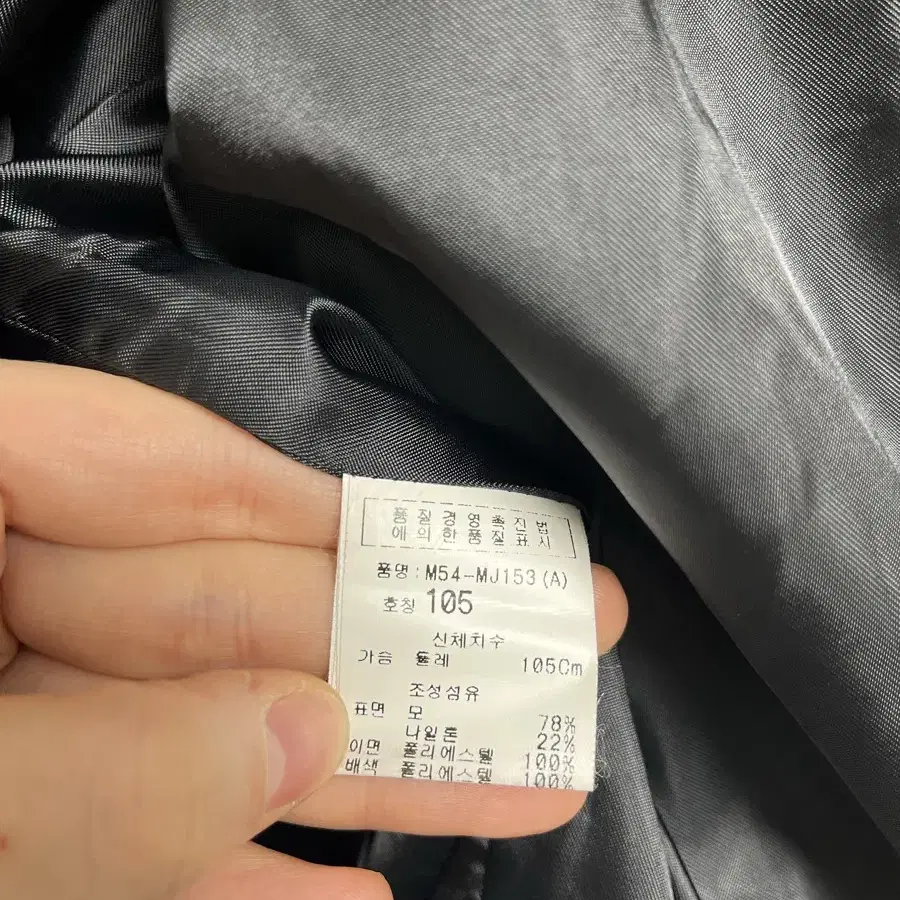 품질경영촉진법
에의한품질표시
품명:M54-MJ153(A)
호칭 105
신체치수
가슴 둘레 105Cm
조성섬유
표면 모 78%
나일론 22%
이면 폴리에스텔 100%
배색 폴리에스텔 100%